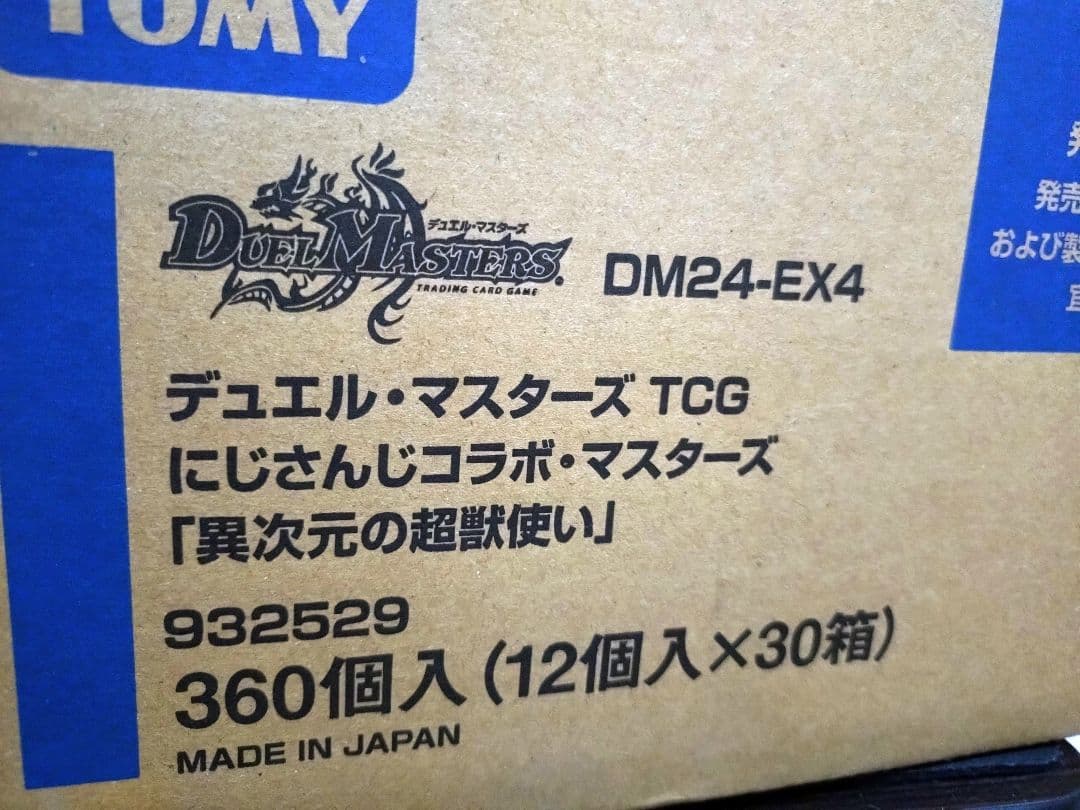 TOMY
デュエル・マスターズ
DUEL MASTERS
TRADING CARD GAME
DM24-EX4
発売
および製
デュエル・マスターズ TCG
にじさんじコラボ・マスターズ
「異次元の超獣使い」
932529
360個入(12個入×30箱)
MADE IN JAPAN